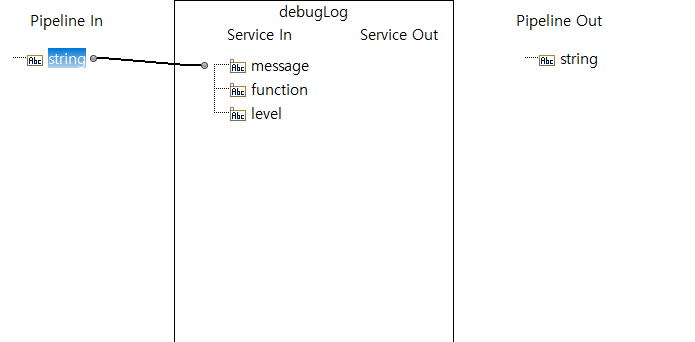 debugLog
Pipeline In
Service In
Service Out
Pipeline Out
Abc string
Abc message
Abc string
Abc function
Abc level